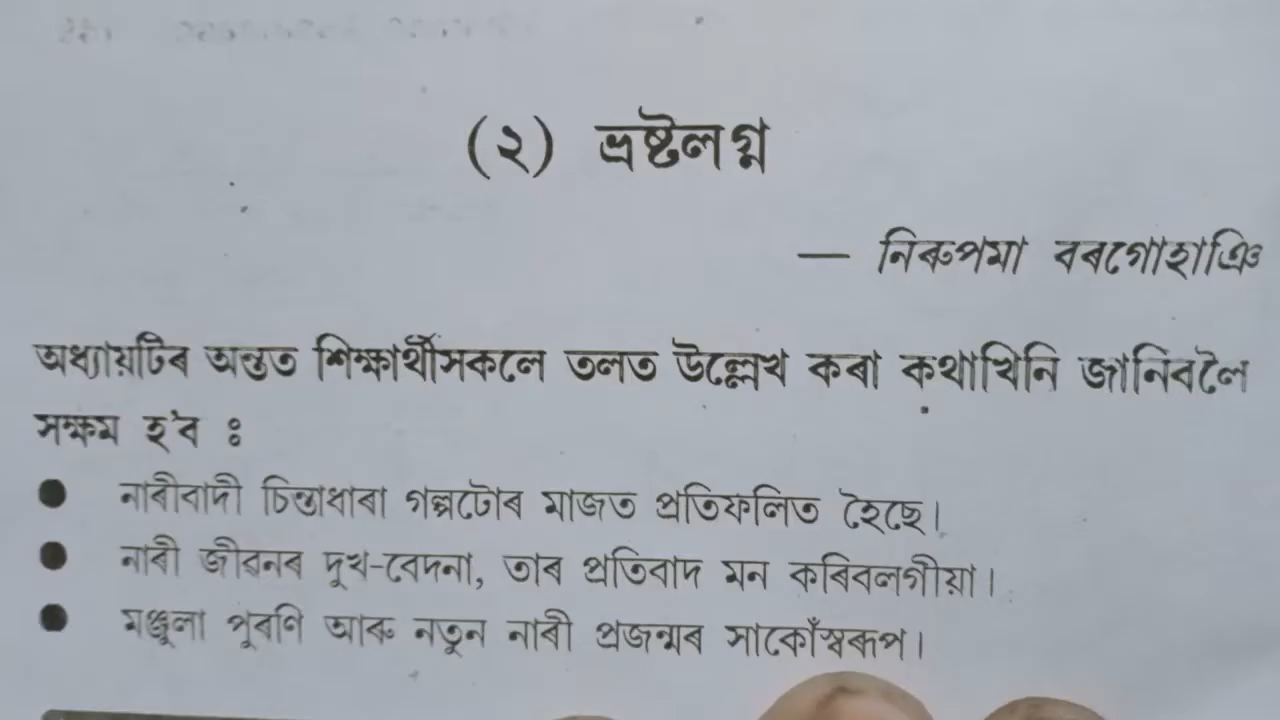 (২) ভ্ৰষ্টলগ্ন
— নিৰুপমা বৰগোহাঞি
অধ্যায়টিৰ অন্তত শিক্ষাৰ্থীসকলে তলত উল্লেখ কৰা কথাখিনি জানিবলৈ
সক্ষম হ'ব ঃ
● নাৰীবাদী চিন্তাধাৰা গল্পটোৰ মাজত প্ৰতিফলিত হৈছে।
● নাৰী জীৱনৰ দুখ-বেদনা, তাৰ প্ৰতিবাদ মন কৰিবলগীয়া।
● মঞ্জুলা পুৰণি আৰু নতুন নাৰী প্ৰজন্মৰ সাকোঁস্বৰূপ।